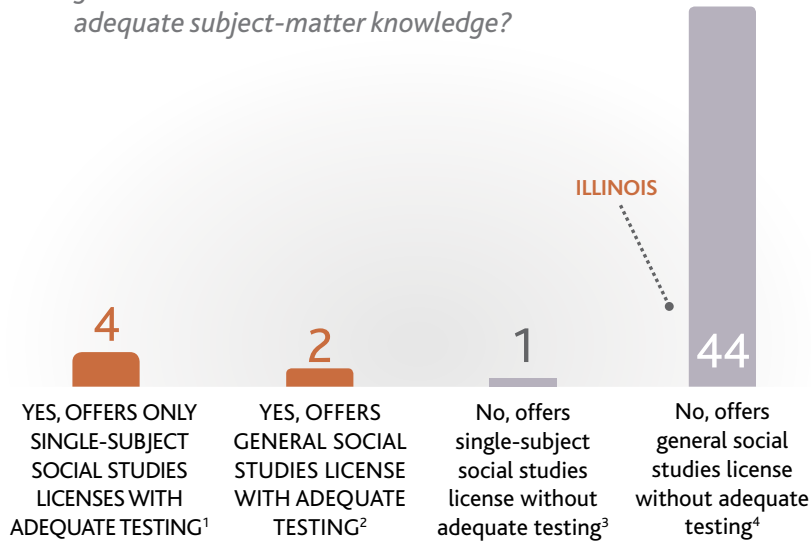 adequate subject-matter knowledge?
ILLINOIS
4
2
1
44
YES, OFFERS ONLY
SINGLE-SUBJECT
SOCIAL STUDIES
LICENSES WITH
ADEQUATE TESTING¹
YES, OFFERS
GENERAL SOCIAL
STUDIES LICENSE
WITH ADEQUATE
TESTING²
No, offers
single-subject
social studies
license without
adequate testing³
No, offers
general social
studies license
without adequate
testing⁴